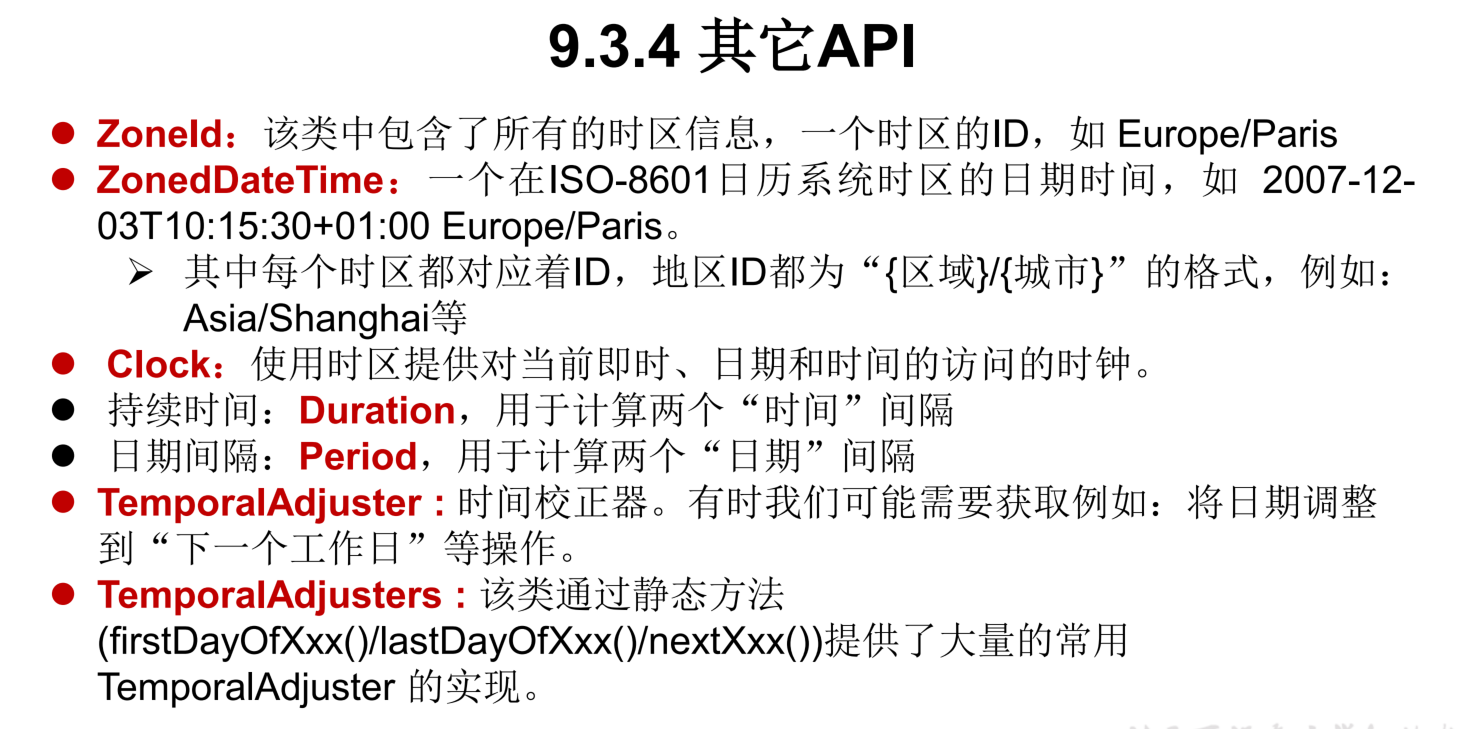 9.3.4 其它API
● ZoneId：该类中包含了所有的时区信息，一个时区的ID，如 Europe/Paris
● ZonedDateTime：一个在ISO-8601日历系统时区的日期时间，如 2007-12-
03T10:15:30+01:00 Europe/Paris。
➢ 其中每个时区都对应着ID，地区ID都为“{区域}/{城市}”的格式，例如：
Asia/Shanghai等
● Clock：使用时区提供对当前即时、日期和时间的访问的时钟。
● 持续时间：Duration，用于计算两个“时间”间隔
● 日期间隔：Period，用于计算两个“日期”间隔
● TemporalAdjuster : 时间校正器。有时我们可能需要获取例如：将日期调整
到“下一个工作日”等操作。
● TemporalAdjusters : 该类通过静态方法
(firstDayOfXxx()/lastDayOfXxx()/nextXxx())提供了大量的常用
TemporalAdjuster 的实现。